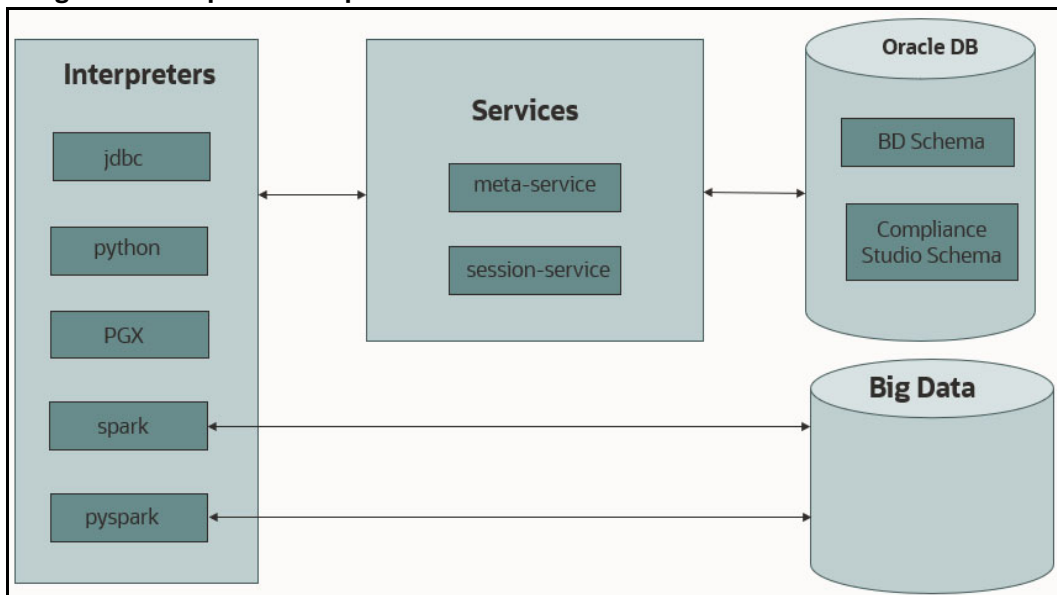 Interpreters
jdbc
python
PGX
spark
pyspark
Services
meta-service
session-service
Oracle DB
BD Schema
Compliance
Studio Schema
Big Data